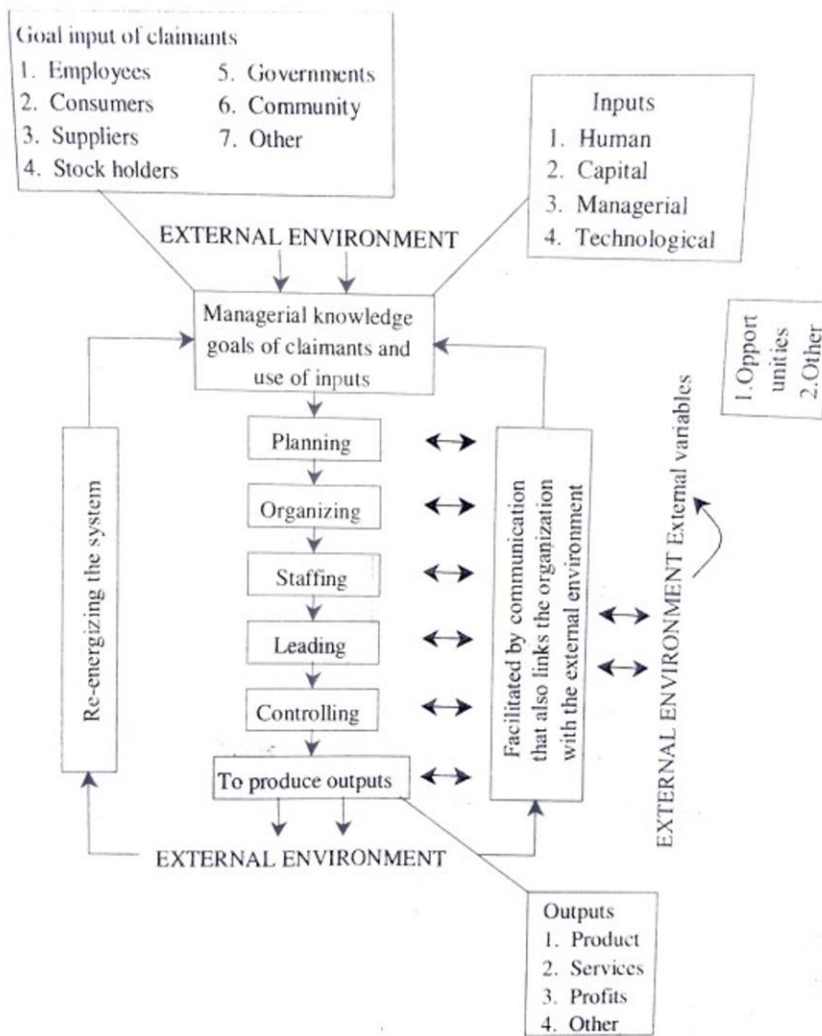 Goal input of claimants
1. Employees
2. Consumers
3. Suppliers
4. Stock holders
5. Governments
6. Community
7. Other
Inputs
1. Human
2. Capital
3. Managerial
4. Technological
EXTERNAL ENVIRONMENT
Managerial knowledge
goals of claimants and
use of inputs
Planning
Organizing
Staffing
Leading
Controlling
To produce outputs
EXTERNAL ENVIRONMENT
Re-energizing the system
Facilitated by communication
that also links the organization
with the external environment
EXTERNAL ENVIRONMENT External variables
1.Opport
unities
2.Other
Outputs
1. Product
2. Services
3. Profits
4. Other